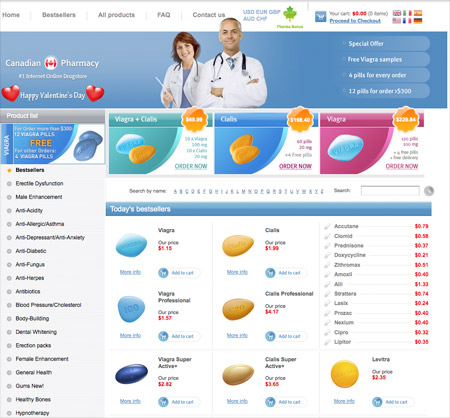 Home
Bestsellers
All products
FAQ
Contact us
USD EUR GBP
AUD CHF
Your cart: $0.00 (0 items)
Proceed to Checkout
Canadian Pharmacy
#1 Internet Online Drugstore
Happy Valentine's Day
Special Offer
Free Viagra samples
4 pills for every order
12 pills for order >$300
Product list
VIAGRA
For order more than $300:
12 VIAGRA PILLS
FREE
For other orders:
4 VIAGRA PILLS
Viagra + Cialis
$69.99
10 x Viagra
100 mg
10 x Cialis
20 mg
ORDER NOW
Cialis
60 pills
20 mg
+4 Free pills
ORDER NOW
Viagra
100 mg
+ 4 free pills
+ free delivery
ORDER NOW
Search by name: A B C D E F G H I J K L M N O P Q R S T U V W X Y Z
Search:
Bestsellers
Erectile Dysfunction
Male Enhancement
Anti-Acidity
Anti-Allergic/Asthma
Anti-Depressant/Anti-Anxiety
Anti-Diabetic
Anti-Fungus
Anti-Herpes
Antibiotics
Blood Pressure/Cholesterol
Body-Building
Dental Whitening
Erection packs
Female Enhancement
General Health
Gums New!
Healthy Bones
Hypnotherapy
Today's bestsellers
Viagra
Our price
$1.15
More info
Add to cart
Cialis
Our price
$1.99
More info
Add to cart
Viagra
Professional
Our price
$1.57
More info
Add to cart
Cialis Professional
Our price
$4.17
More info
Add to cart
Accutane $0.79
Clomid $0.58
Prednisone $0.37
Doxycycline $0.21
Zithromax $0.51
Amoxil $0.40
Alli $1.33
Strattera $0.74
Lasix $0.24
Prozac $0.40
Nexium $0.40
Cipro $0.32
Lipitor $0.35
Viagra Super
Active+
Our price
$2.82
More info
Add to cart
Cialis Super
Active+
Our price
$3.65
More info
Add to cart
Levitra
Our price
$2.35
More info
Add to cart